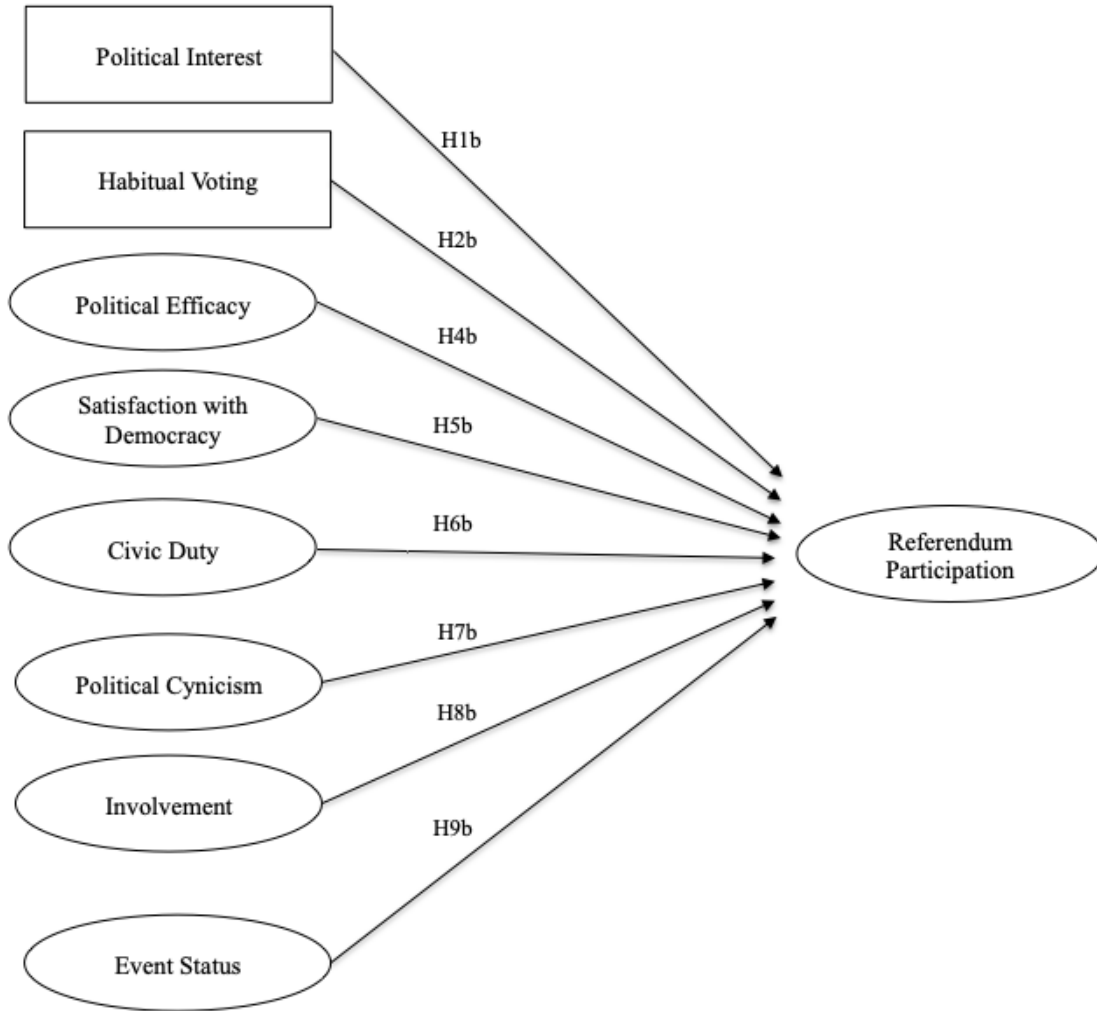 Political Interest
H1b
Habitual Voting
H2b
Political Efficacy
H4b
Satisfaction with
Democracy
H5b
Civic Duty
H6b
Referendum
Participation
Political Cynicism
H7b
Involvement
H8b
Event Status
H9b